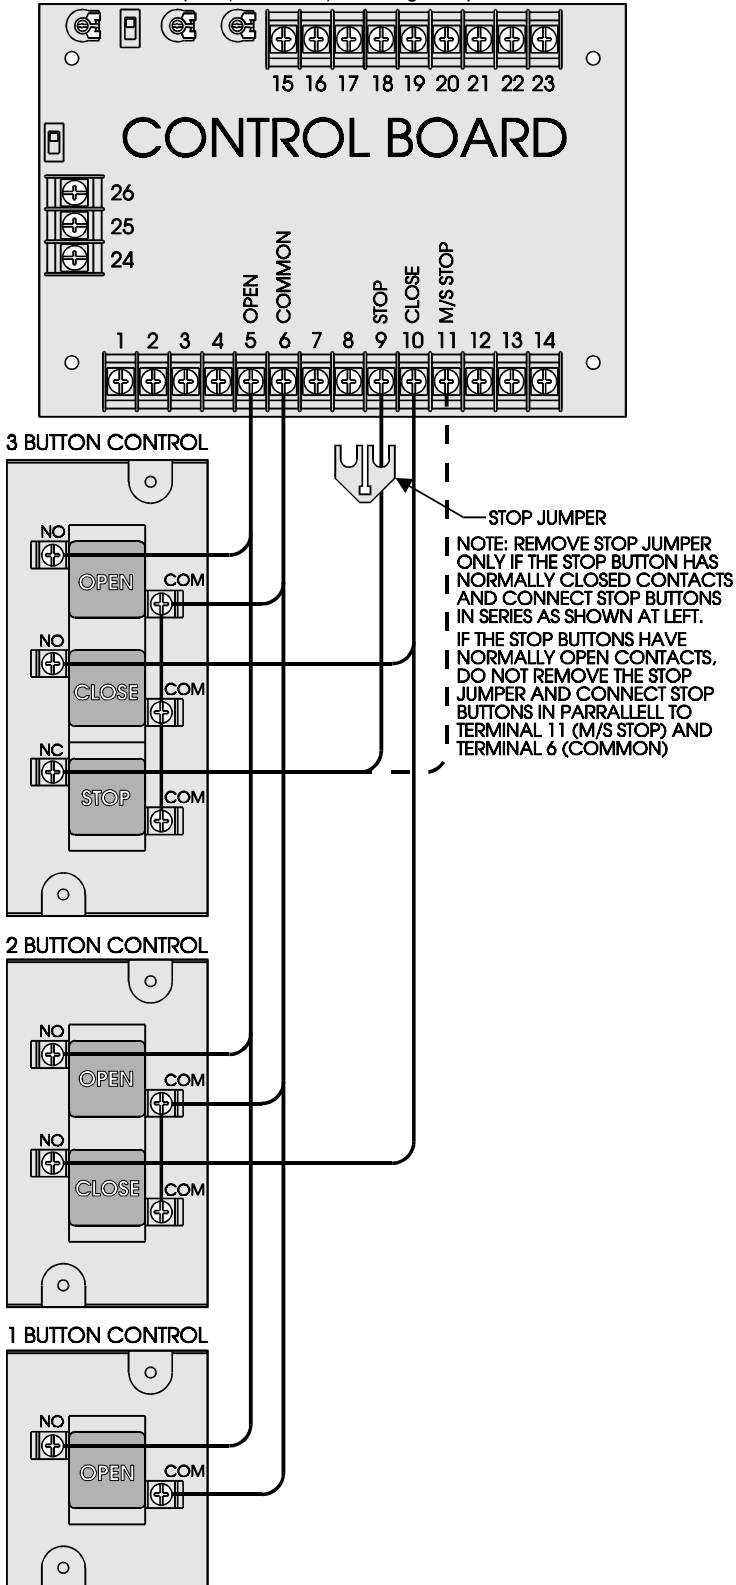 15 16 17 18 19 20 21 22 23
CONTROL BOARD
26
25
24
OPEN
COMMON
STOP
CLOSE
M/S STOP
1 2 3 4 5 6 7 8 9 10 11 12 13 14
3 BUTTON CONTROL
STOP JUMPER
NOTE: REMOVE STOP JUMPER
ONLY IF THE STOP BUTTON HAS
NORMALLY CLOSED CONTACTS
AND CONNECT STOP BUTTONS
IN SERIES AS SHOWN AT LEFT.
IF THE STOP BUTTONS HAVE
NORMALLY OPEN CONTACTS,
DO NOT REMOVE THE STOP
JUMPER AND CONNECT STOP
BUTTONS IN PARRALLELL TO
TERMINAL 11 (M/S STOP) AND
TERMINAL 6 (COMMON)
NO
OPEN
COM
NO
CLOSE
COM
NC
STOP
COM
2 BUTTON CONTROL
NO
OPEN
COM
NO
CLOSE
COM
1 BUTTON CONTROL
NO
OPEN
COM